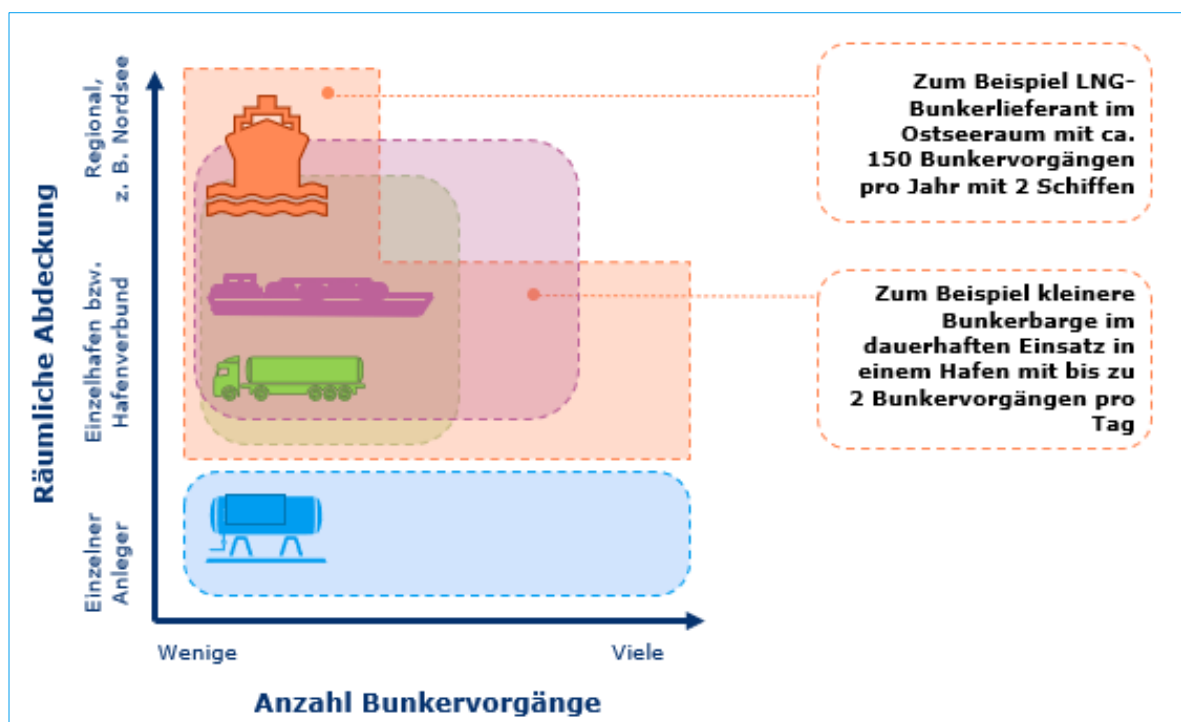 Räumliche Abdeckung
Regional,
z. B. Nordsee
Einzelhafen bzw.
Hafenverbund
Einzelner
Anleger
Zum Beispiel LNG-
Bunkerlieferant im
Ostseeraum mit ca.
150 Bunkervorgängen
pro Jahr mit 2 Schiffen
Zum Beispiel kleinere
Bunkerbarge im
dauerhaften Einsatz in
einem Hafen mit bis zu
2 Bunkervorgängen pro
Tag
Wenige
Viele
Anzahl Bunkervorgänge